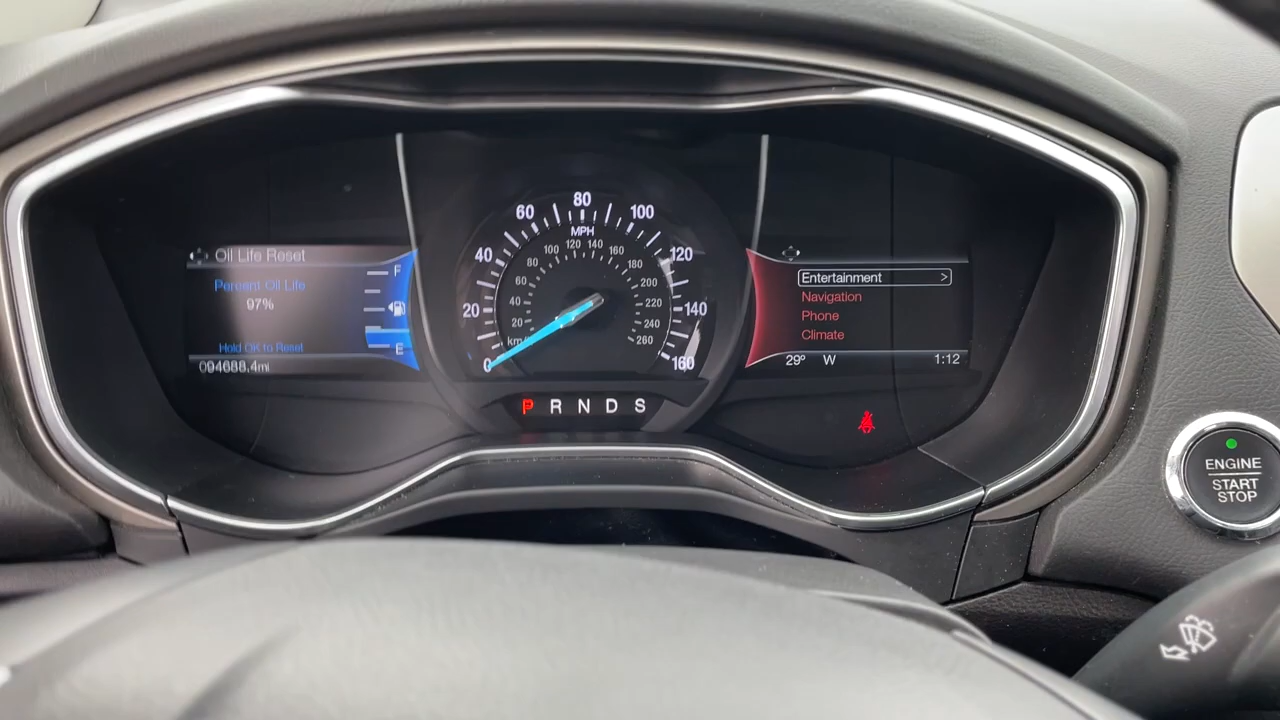 Oil Life Reset
Percent Oil Life
97%
Hold OK to Reset
094688.4mi
F
E
0
20
40
60
80
100
120
140
160
MPH
20
40
60
80
100
120
140
160
180
200
220
240
260
P R N D S
Entertainment >
Navigation
Phone
Climate
29° W 1:12
ENGINE
START
STOP